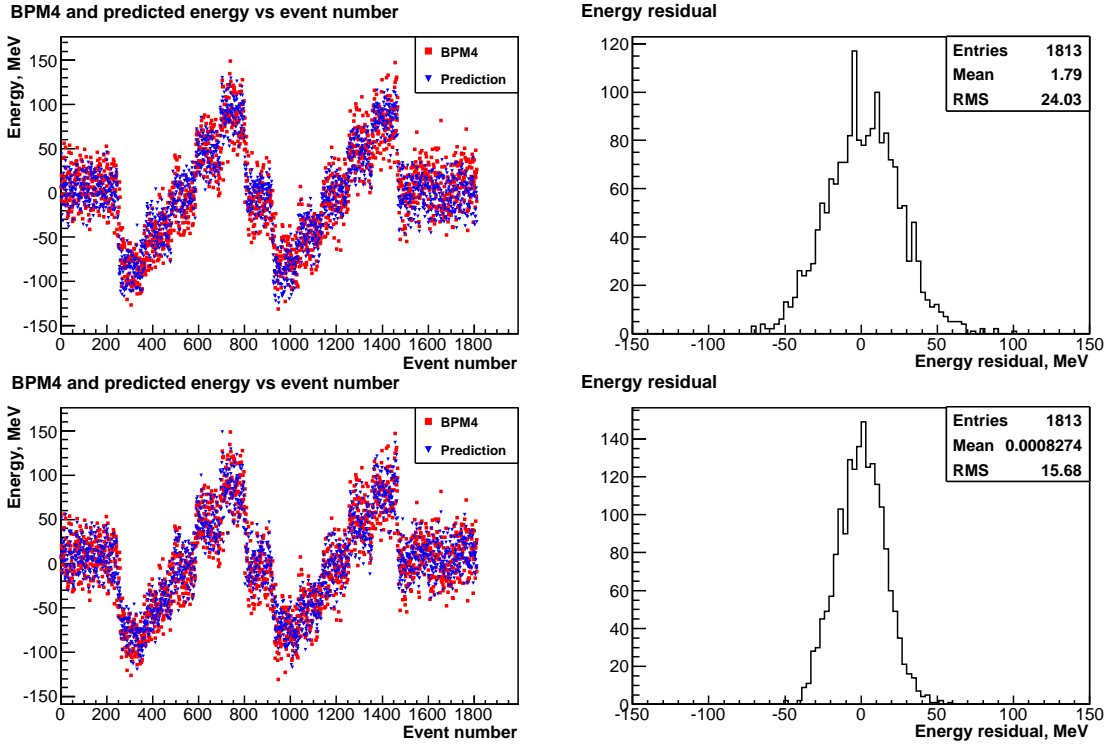 BPM4 and predicted energy vs event number
Energy, MeV
150
100
50
0
-50
-100
-150
BPM4
Prediction
0 200 400 600 800 1000 1200 1400 1600 1800
Event number
Energy residual
120
100
80
60
40
20
0
Entries 1813
Mean 1.79
RMS 24.03
-150 -100 -50 0 50 100 150
Energy residual, MeV
BPM4 and predicted energy vs event number
Energy, MeV
150
100
50
0
-50
-100
-150
BPM4
Prediction
0 200 400 600 800 1000 1200 1400 1600 1800
Event number
Energy residual
140
120
100
80
60
40
20
0
Entries 1813
Mean 0.0008274
RMS 15.68
-150 -100 -50 0 50 100 150
Energy residual, MeV